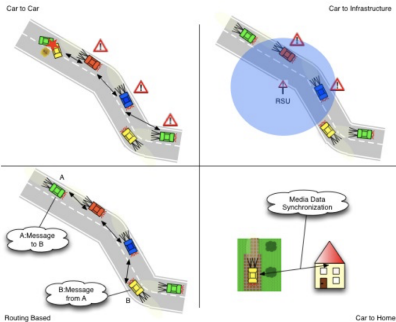 Car to Car
Car to Infrastructure
RSU
A
A:Message
to B
B:Message
from A
B
Media Data
Synchronization
Routing Based
Car to Home